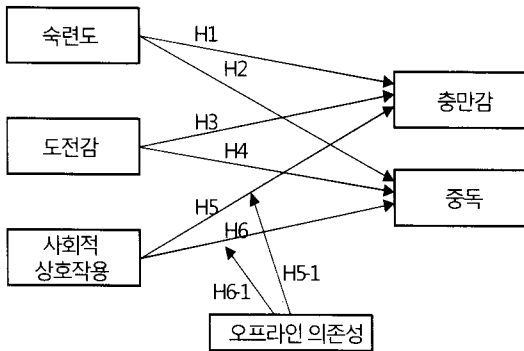 숙련도
H1
H2
충만감
도전감
H3
H4
중독
H5
H6
사회적
상호작용
H5-1
H6-1
오프라인 의존성